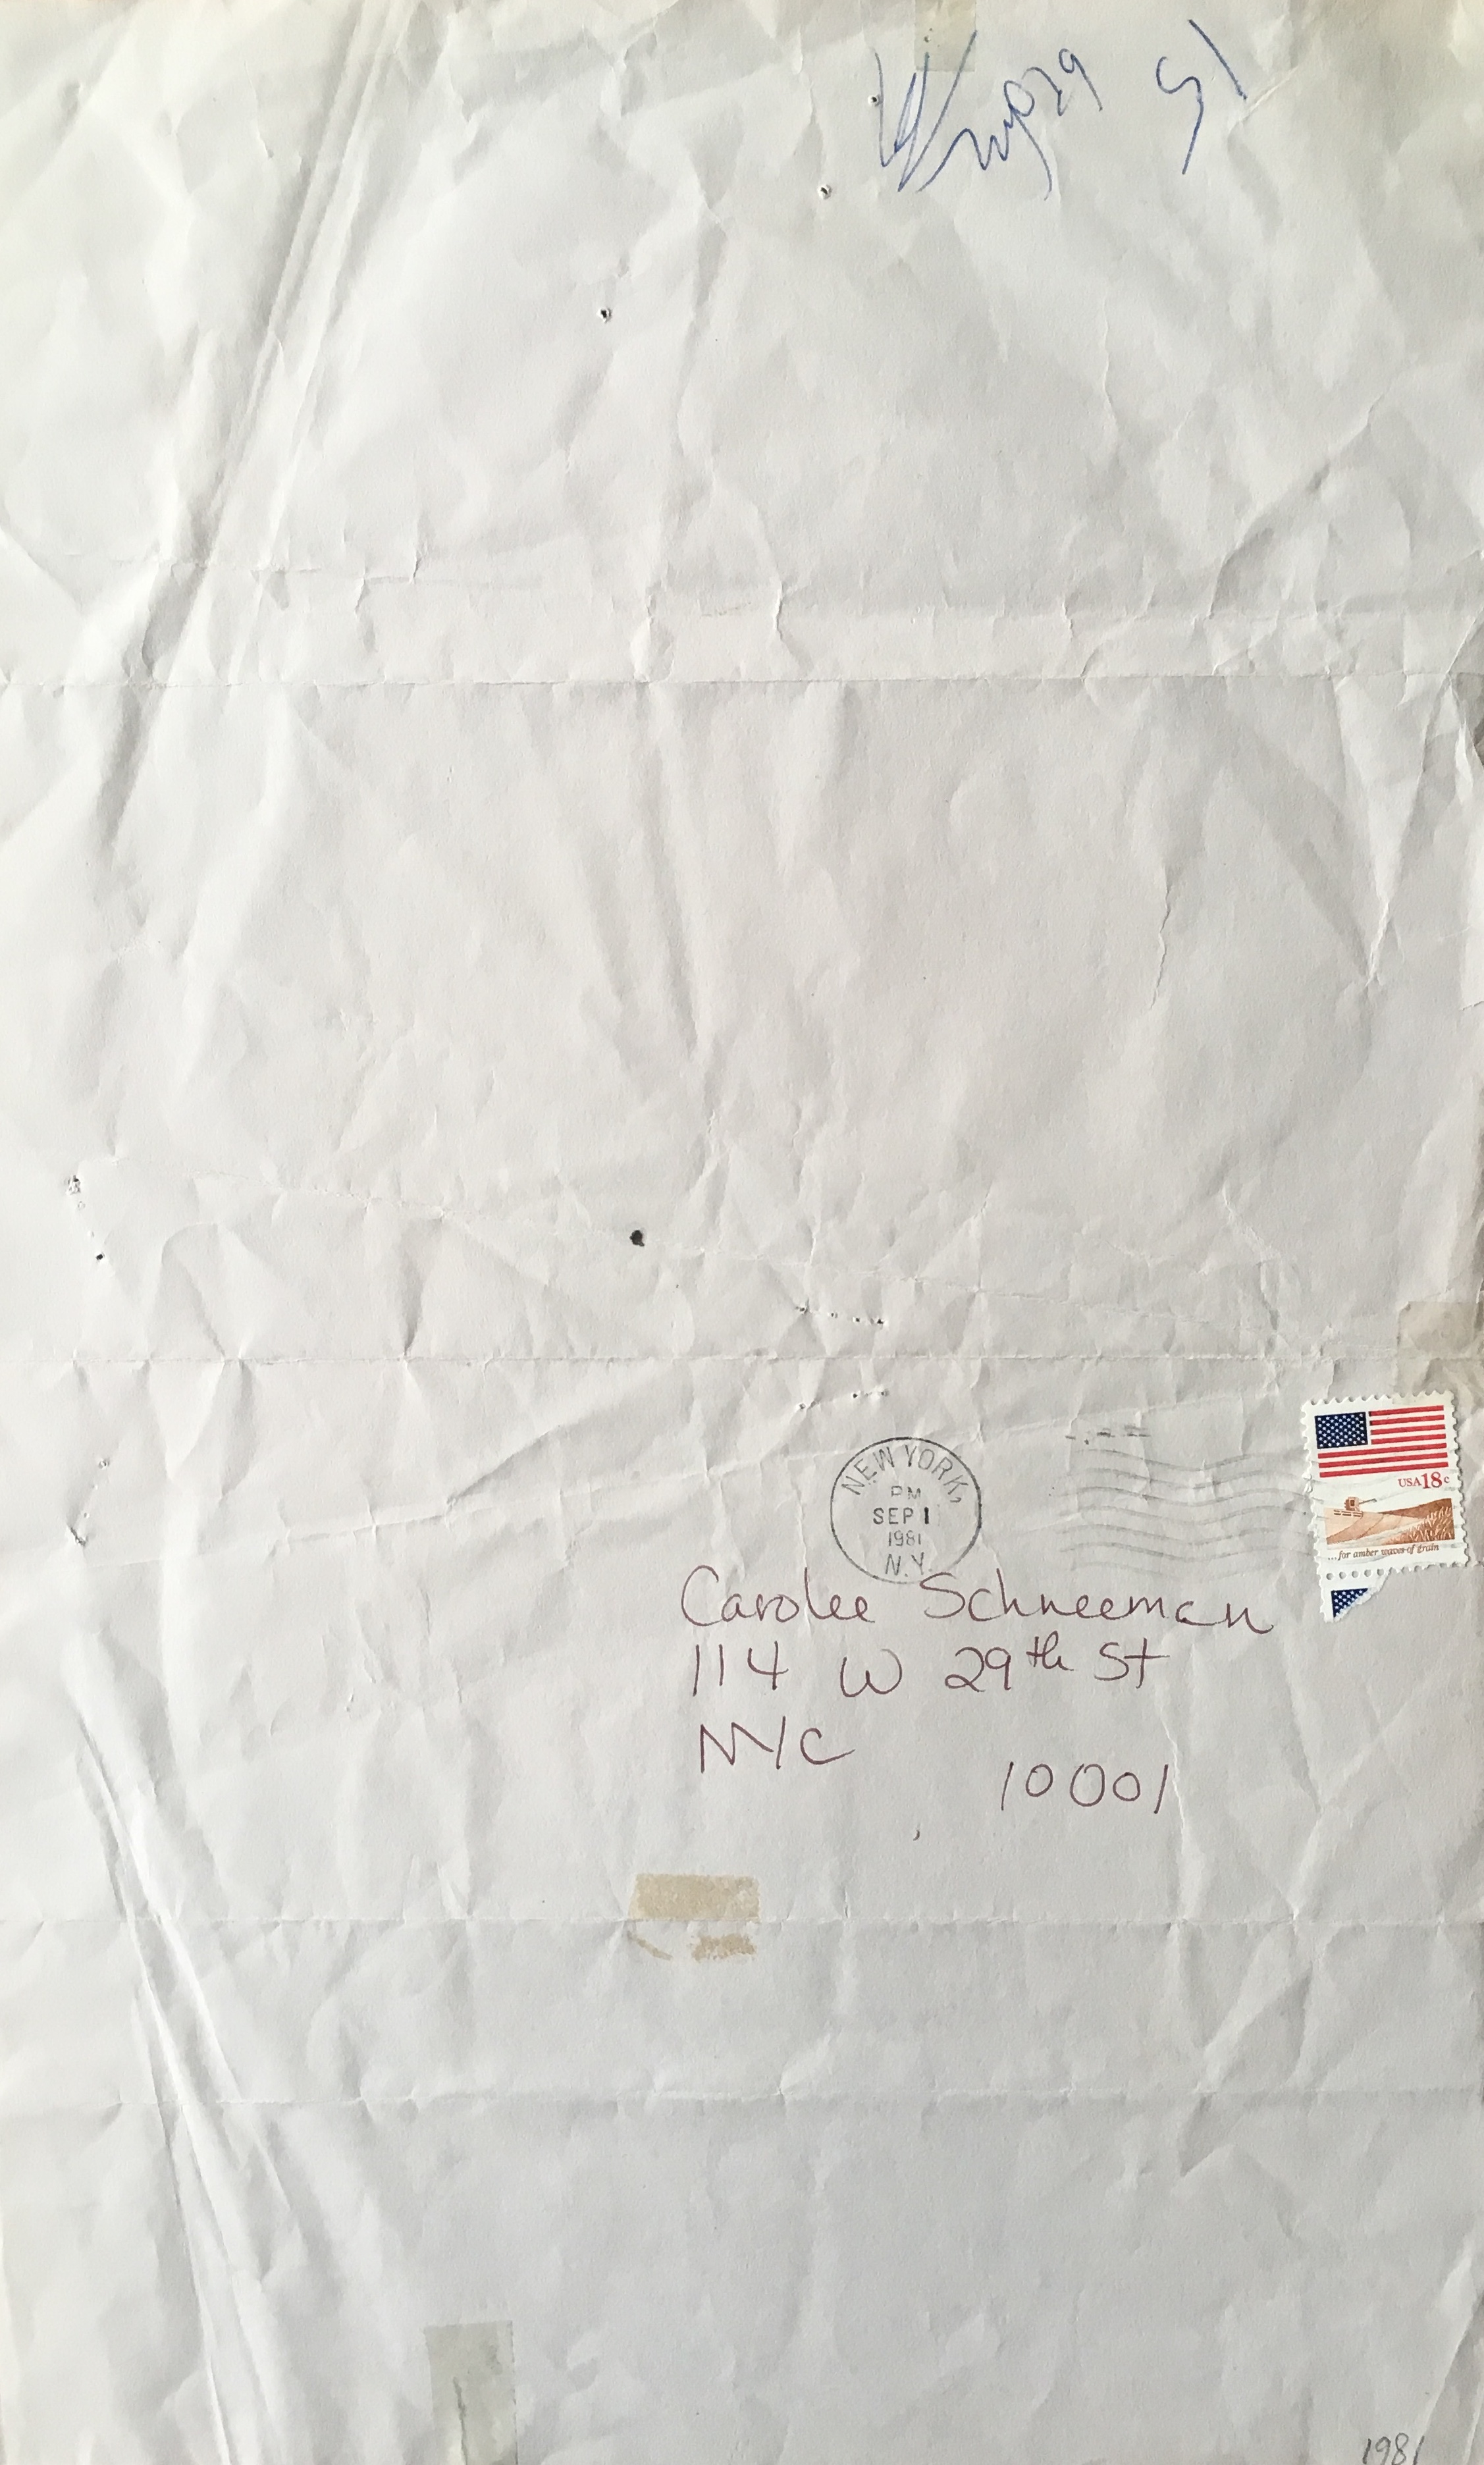 NEW YORK,
PM
SEP 1
1981
N.Y.
USA 18c
...for amber waves of grain
Carolee Schneeman
114 W 29th St
NYC
10001
1981